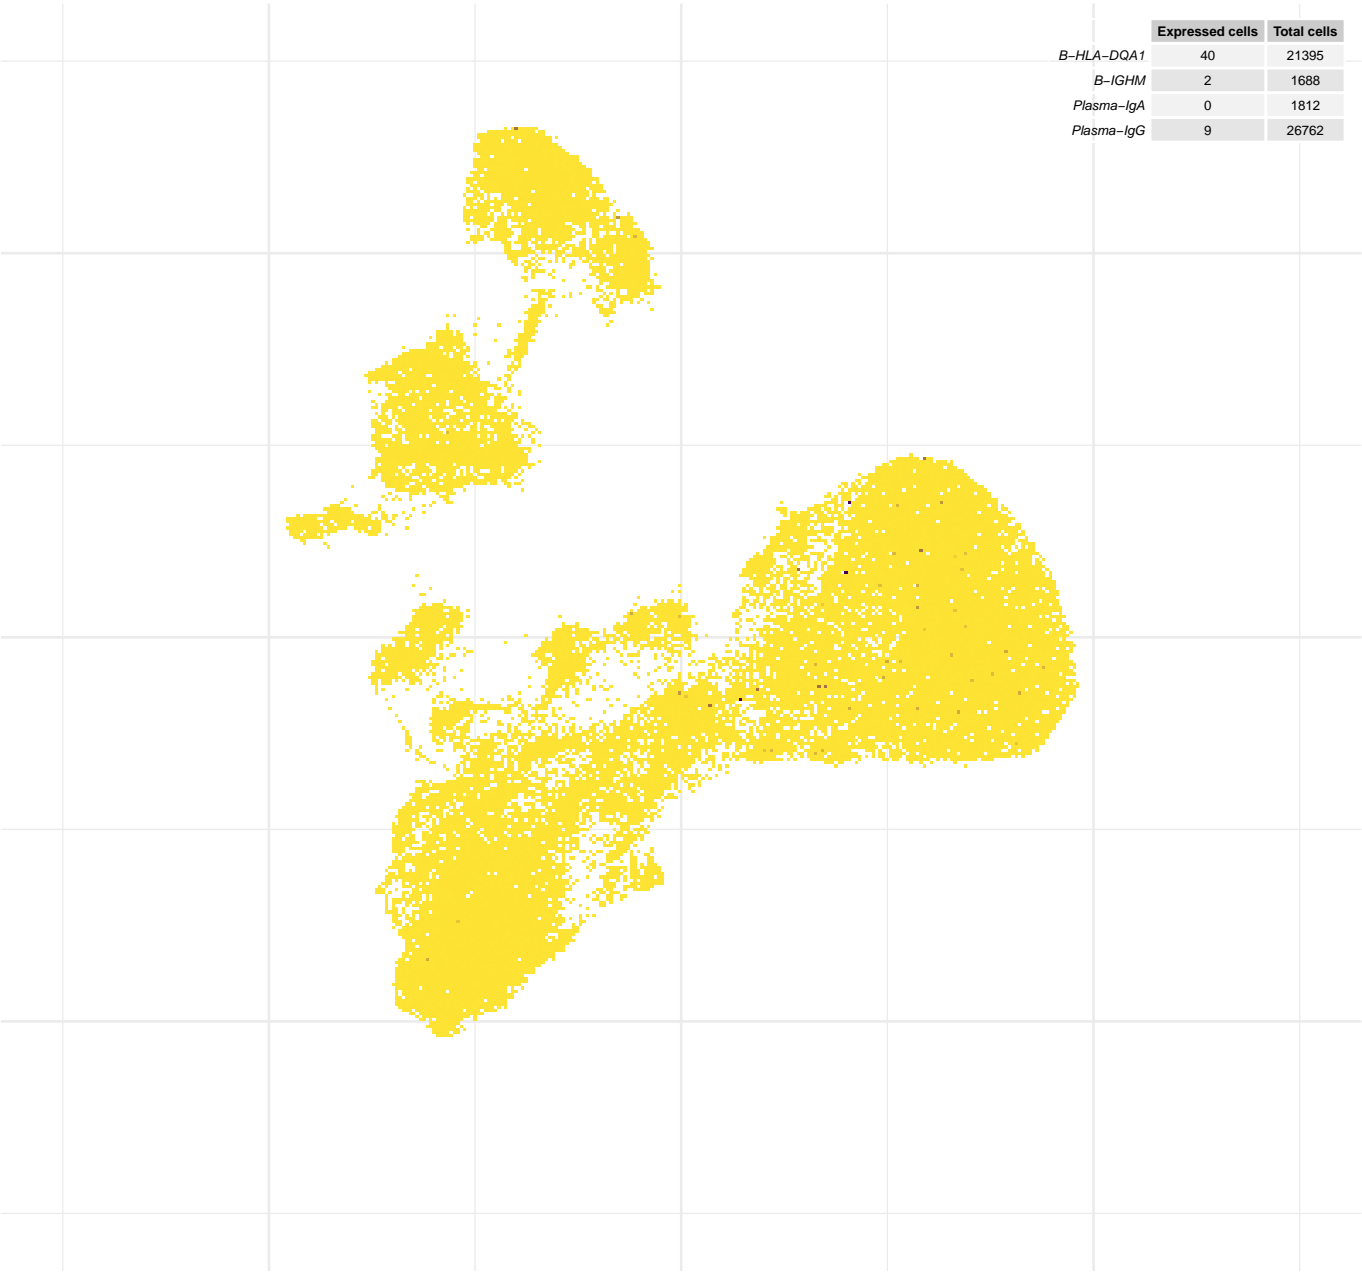 Expressed cells Total cells
B−HLA−DQA1 40 21395
B−IGHM 2 1688
Plasma−IgA 0 1812
Plasma−IgG 9 26762